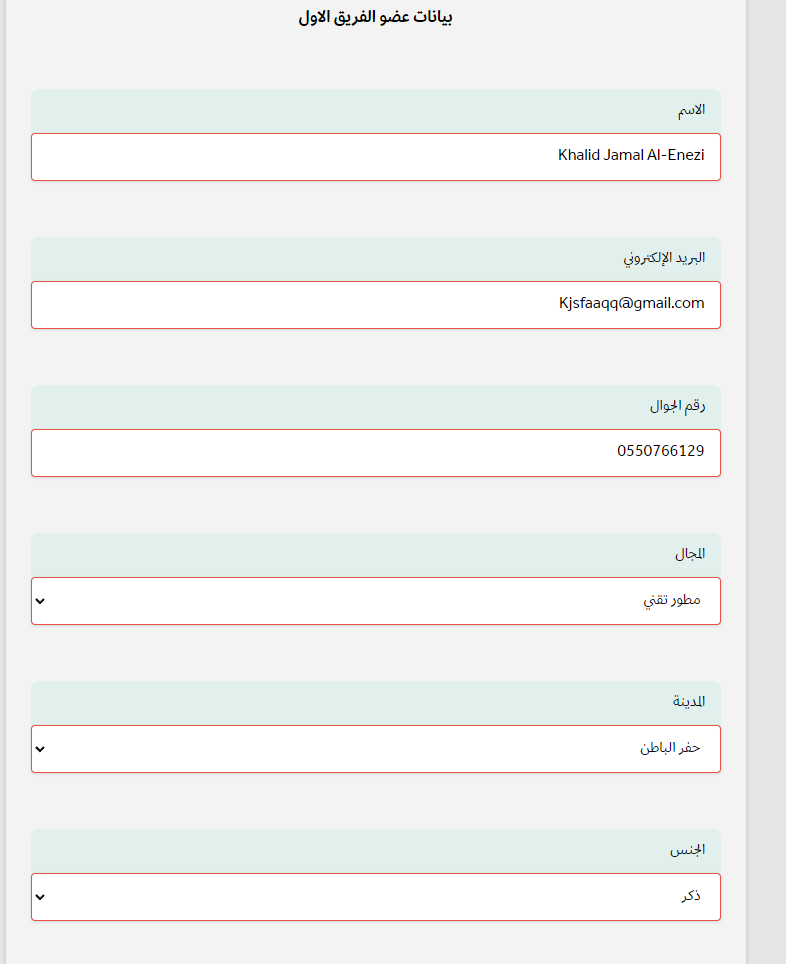 بيانات عضو الفريق الاول
الاسم
Khalid Jamal Al-Enezi
البريد الإلكتروني
Kjsfaaqq@gmail.com
رقم الجوال
0550766129
المجال
مطور تقني
المدينة
حفر الباطن
الجنس
ذكر